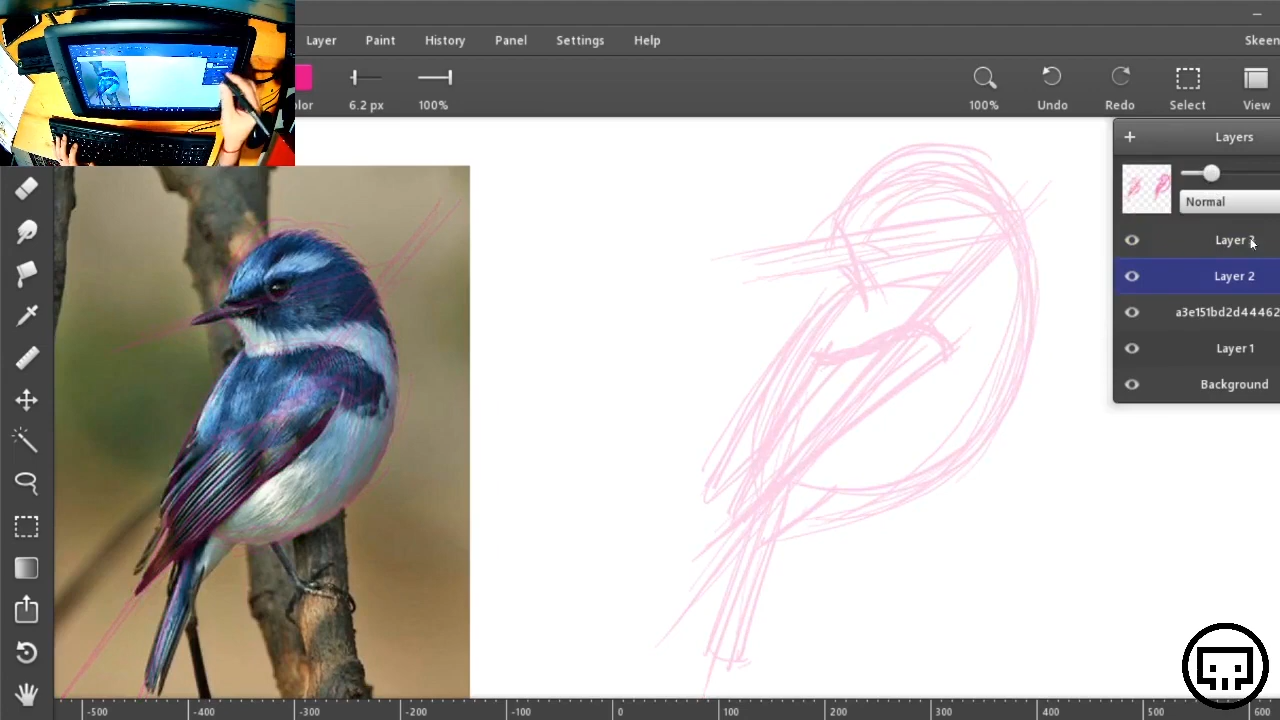 Layer Paint History Panel Settings Help Skeen
olor 6.2 px 100% 100% Undo Redo Select View
Layers
Normal
Layer 3
Layer 2
a3e151bd2d44462
Layer 1
Background
-500 -400 -300 -200 -100 0 100 200 300 400 500 600